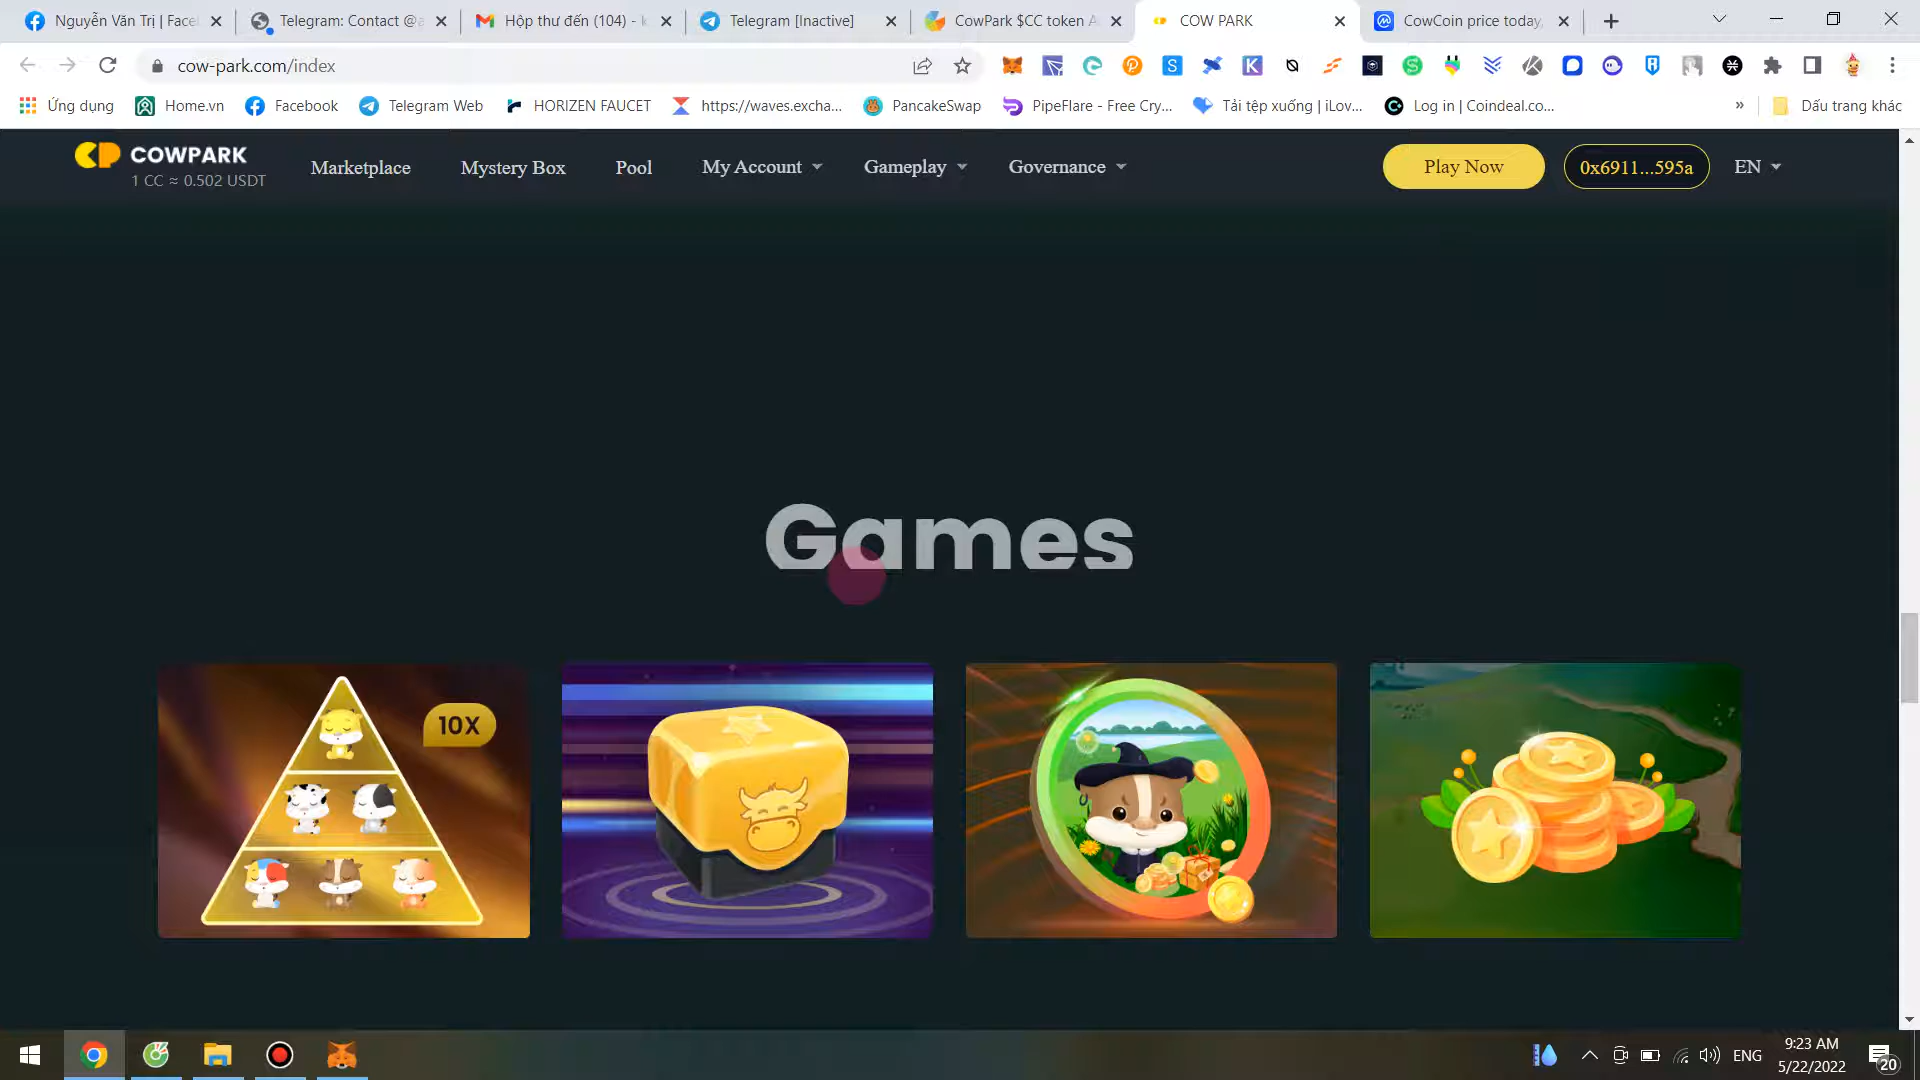 Nguyễn Văn Trị | Face
Telegram: Contact @a
Hộp thư đến (104) - k
Telegram [Inactive]
CowPark $CC token A
COW PARK
CowCoin price today,
cow-park.com/index
Ứng dụng
Home.vn
Facebook
Telegram Web
HORIZEN FAUCET
https://waves.excha...
PancakeSwap
PipeFlare - Free Cry...
Tải tệp xuống | iLov...
Log in | Coindeal.co...
»
Dấu trang khác
COWPARK
1 CC ≈ 0.502 USDT
Marketplace
Mystery Box
Pool
My Account
Gameplay
Governance
Play Now
0x6911...595a
EN
Games
10X
ENG
9:23 AM
5/22/2022
20